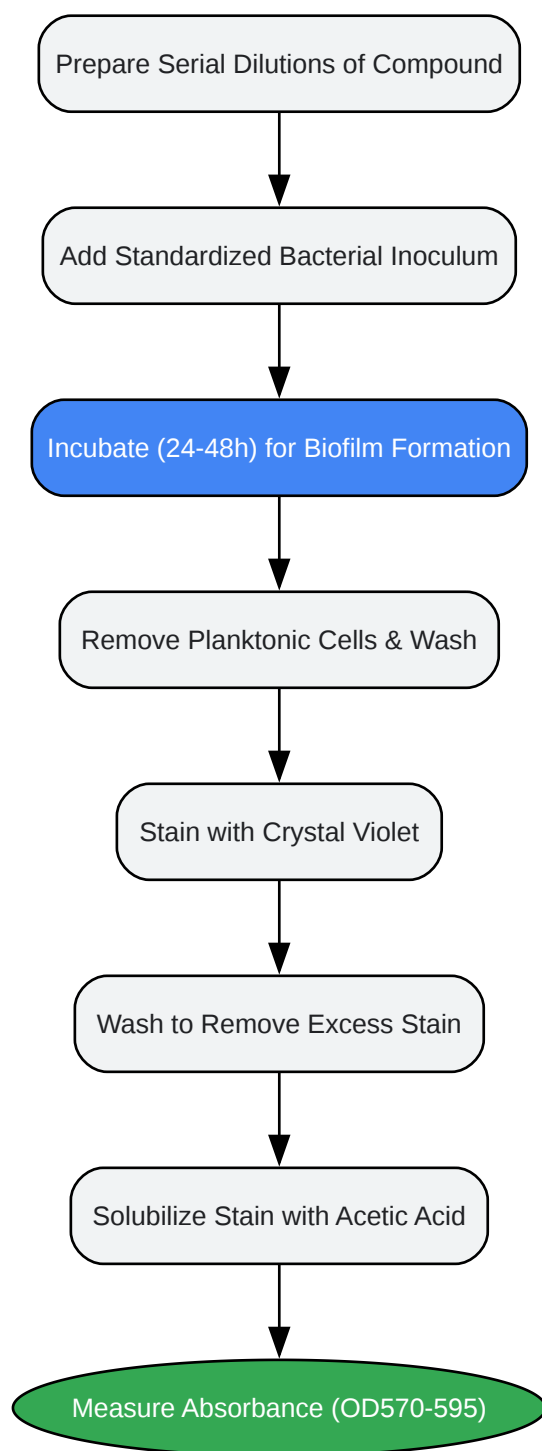 Prepare Serial Dilutions of Compound
Add Standardized Bacterial Inoculum
Incubate (24-48h) for Biofilm Formation
Remove Planktonic Cells & Wash
Stain with Crystal Violet
Wash to Remove Excess Stain
Solubilize Stain with Acetic Acid
Measure Absorbance (OD570-595)